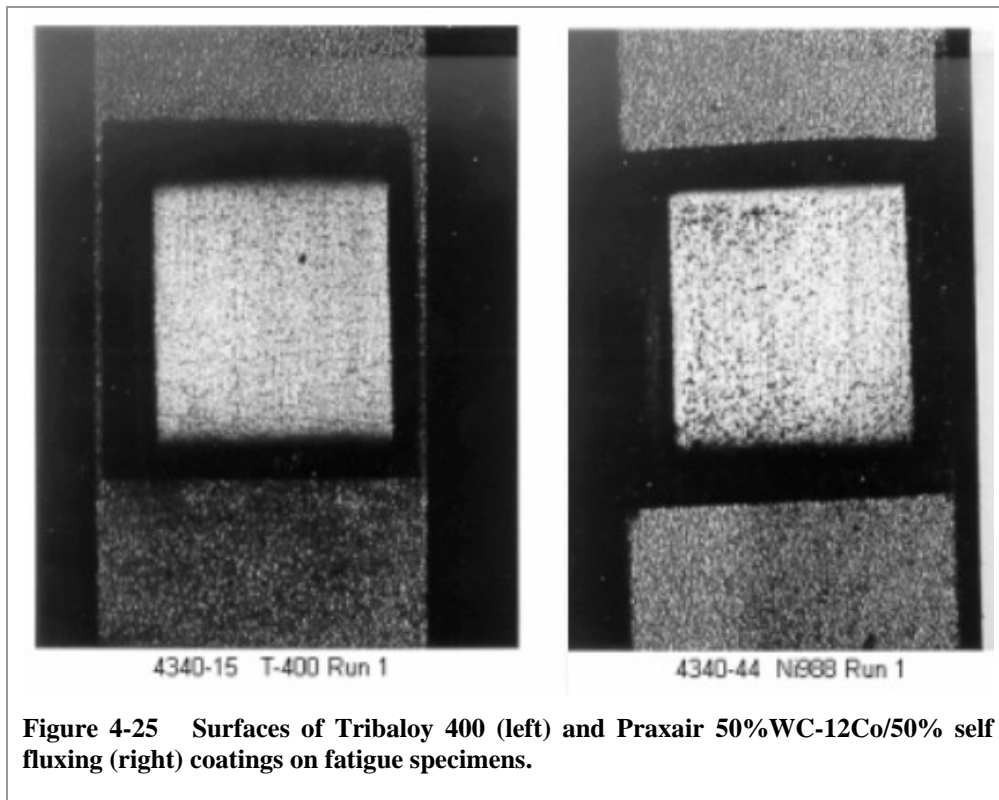 4340-15 T-400 Run 1
4340-44 Ni988 Run 1
Figure 4-25 Surfaces of Tribaloy 400 (left) and Praxair 50%WC-12Co/50% self
fluxing (right) coatings on fatigue specimens.